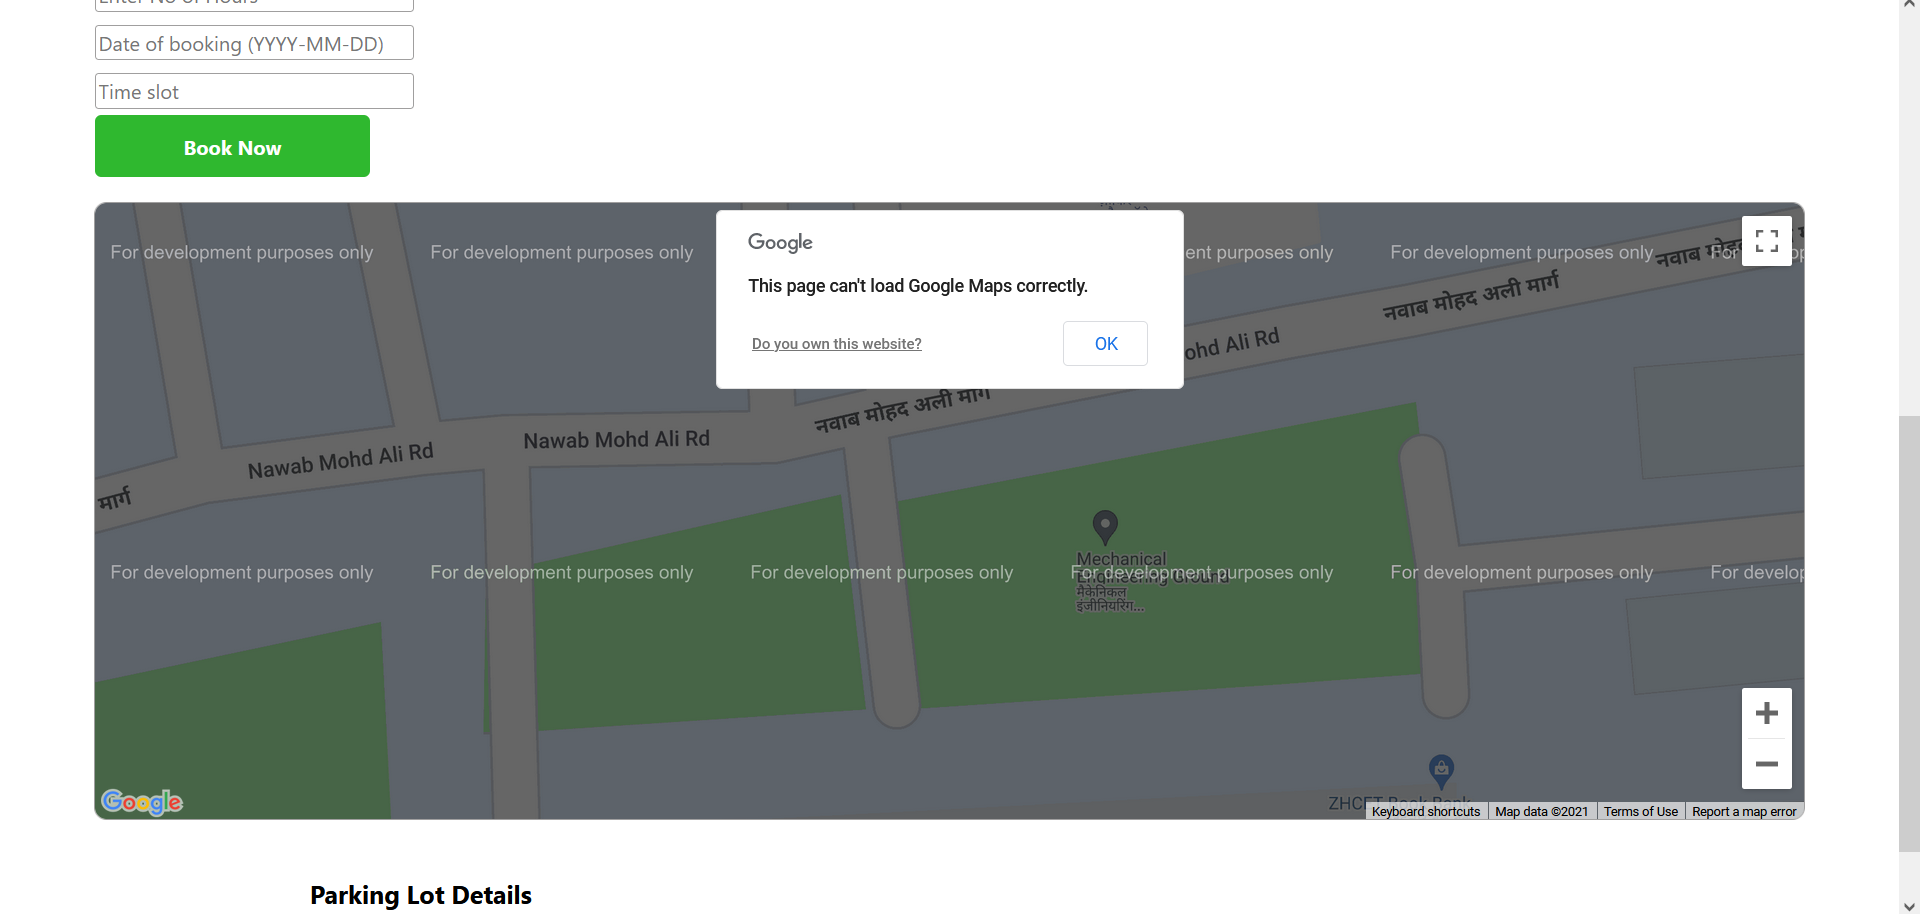 Enter No of Hours
Date of booking (YYYY-MM-DD)
Time slot
Book Now
For development purposes only
For development purposes only
ent purposes only
For development purposes only
For
Google
This page can't load Google Maps correctly.
Do you own this website?
OK
नवाब मोहद अली मार्ग
ohd Ali Rd
नवाब मोहद अली मार्ग
Nawab Mohd Ali Rd
Nawab Mohd Ali Rd
मार्ग
Mechanical
Engineering Ground
मैकेनिकल
इंजीनियरिंग...
For development purposes only
For development purposes only
For development purposes only
For development purposes only
For development purposes only
For develop
ZHCET Book Bank
Google
Keyboard shortcuts
Map data ©2021
Terms of Use
Report a map error
Parking Lot Details